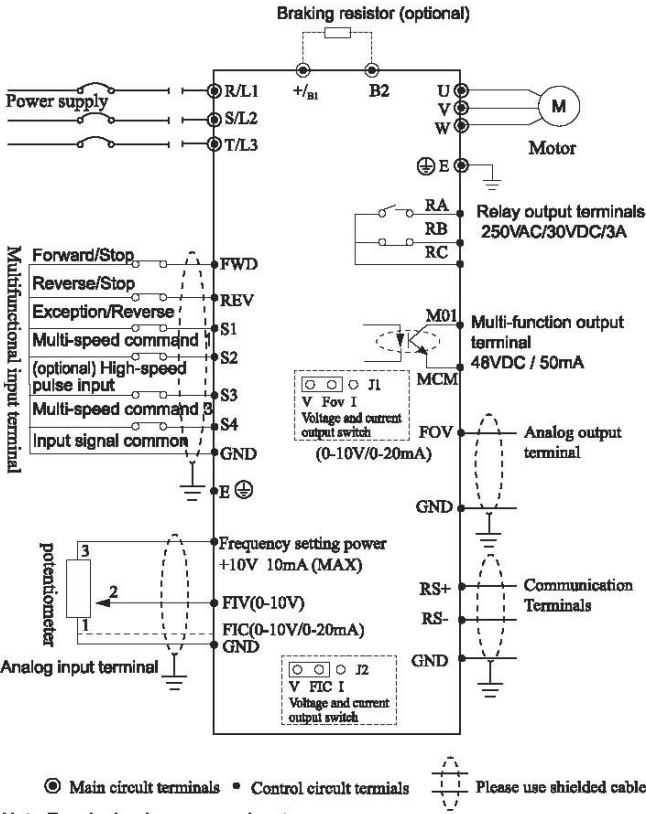 Braking resistor (optional)
+/B1
B2
Power supply
R/L1
S/L2
T/L3
U
V
W
M
Motor
E
RA
RB
RC
Relay output terminals
250VAC/30VDC/3A
Multifunctional input terminal
Forward/Stop
FWD
Reverse/Stop
REV
Exception/Reverse
S1
Multi-speed command 1
S2
(optional) High-speed
pulse input
S3
Multi-speed command 3
S4
Input signal common
GND
E
M01
Multi-function output
terminal
48VDC / 50mA
MCM
J1
V Fov I
Voltage and current
output switch
(0-10V/0-20mA)
FOV
Analog output
terminal
GND
potentiometer
3
2
1
Frequency setting power
+10V 10mA (MAX)
FIV(0-10V)
FIC(0-10V/0-20mA)
GND
Analog input terminal
RS+
RS-
Communication
Terminals
GND
J2
V FIC I
Voltage and current
output switch
Main circult terminals
Control circult termials
Please use shielded cable